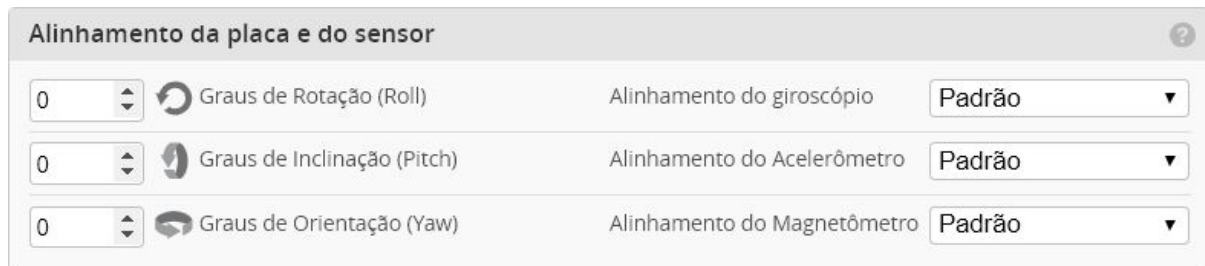 Alinhamento da placa e do sensor
0 Graus de Rotação (Roll) Alinhamento do giroscópio Padrão
0 Graus de Inclinação (Pitch) Alinhamento do Acelerômetro Padrão
0 Graus de Orientação (Yaw) Alinhamento do Magnetômetro Padrão